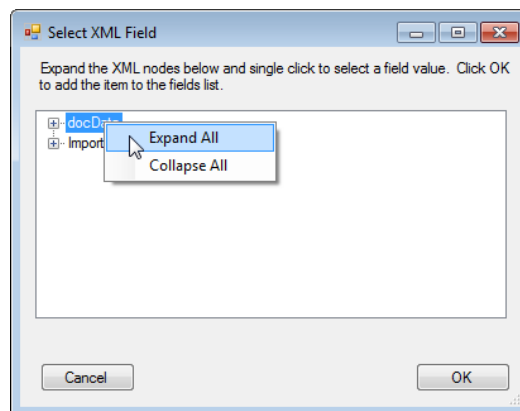 Select XML Field
Expand the XML nodes below and single click to select a field value. Click OK
to add the item to the fields list.
docData
Expand All
Import
Collapse All
Cancel
OK